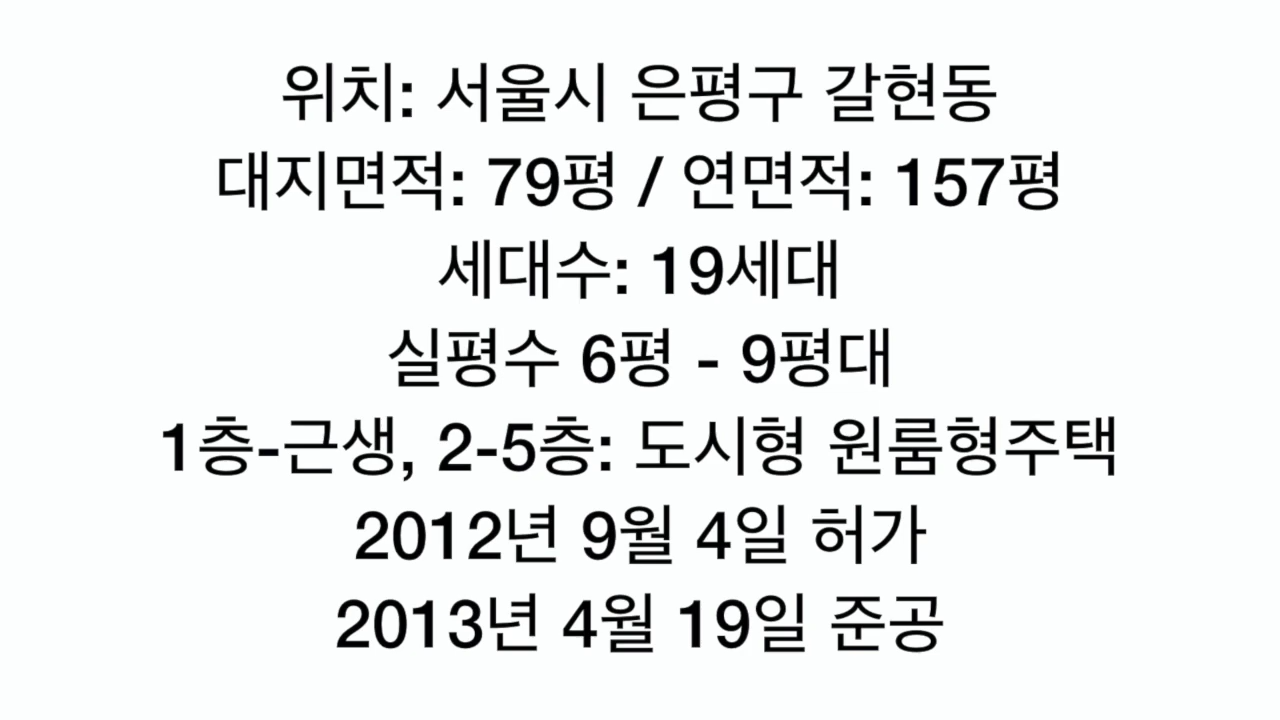 위치: 서울시 은평구 갈현동
대지면적: 79평 / 연면적: 157평
세대수: 19세대
실평수 6평 - 9평대
1층-근생, 2-5층: 도시형 원룸형주택
2012년 9월 4일 허가
2013년 4월 19일 준공